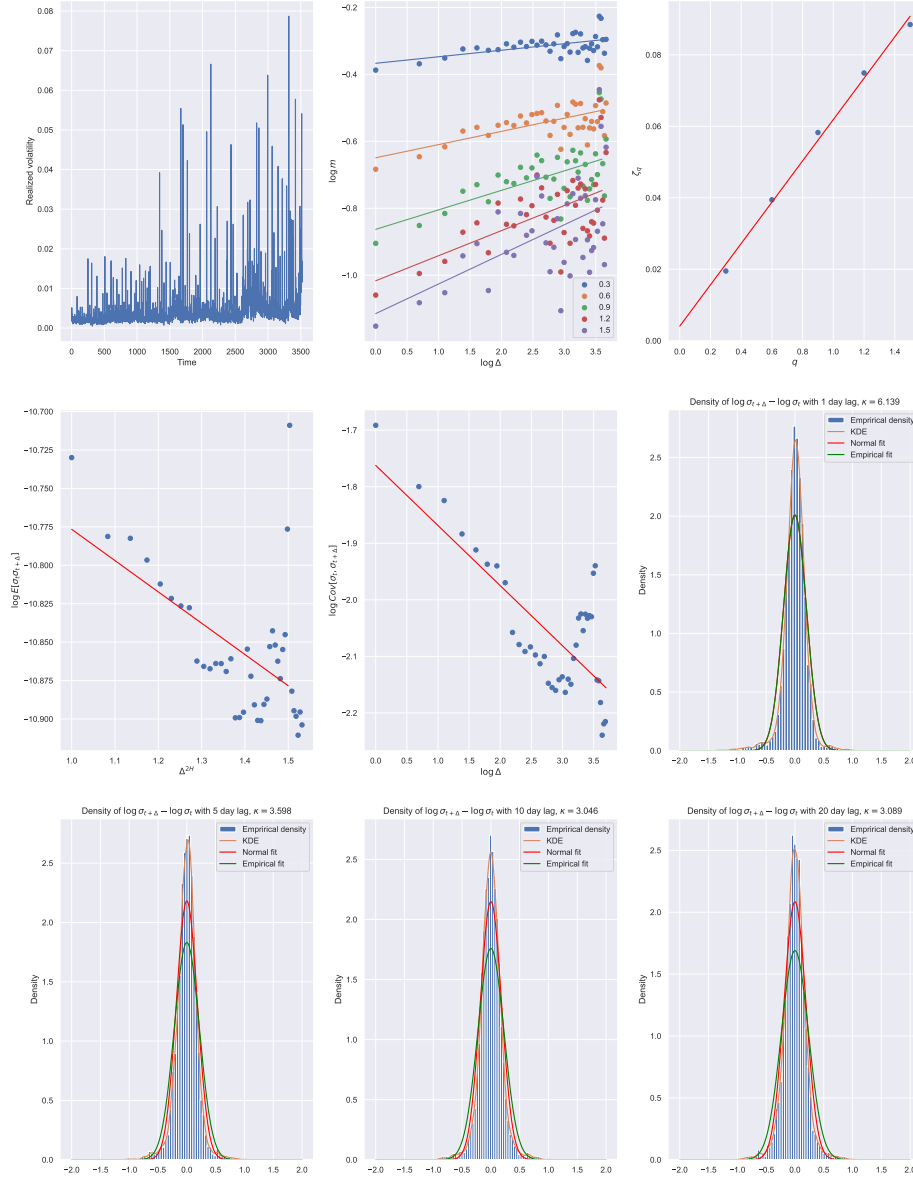 0.08
0.07
0.06
0.05
0.04
0.03
0.02
0.01
0.00
Realized volatility
0 500 1000 1500 2000 2500 3000 3500
Time
−0.2
−0.4
−0.6
−0.8
−1.0
log m
0.3
0.6
0.9
1.2
1.5
0.0 0.5 1.0 1.5 2.0 2.5 3.0 3.5
log Δ
0.08
0.06
0.04
0.02
0.00
ζq
0.0 0.2 0.4 0.6 0.8 1.0 1.2 1.4
q
−10.700
−10.725
−10.750
−10.775
−10.800
−10.825
−10.850
−10.875
−10.900
log E[σtσt+Δ]
1.0 1.1 1.2 1.3 1.4 1.5
Δ^2H
−1.7
−1.8
−1.9
−2.0
−2.1
−2.2
log Cov[σt, σt+Δ]
0.0 0.5 1.0 1.5 2.0 2.5 3.0 3.5
log Δ
Density of log σt+Δ − log σt with 1 day lag, κ = 6.139
Emprirical density
KDE
Normal fit
Empirical fit
2.5
2.0
1.5
1.0
0.5
0.0
Density
−2.0 −1.5 −1.0 −0.5 0.0 0.5 1.0 1.5 2.0
Density of log σt+Δ − log σt with 5 day lag, κ = 3.598
Emprirical density
KDE
Normal fit
Empirical fit
2.5
2.0
1.5
1.0
0.5
0.0
Density
−2.0 −1.5 −1.0 −0.5 0.0 0.5 1.0 1.5 2.0
Density of log σt+Δ − log σt with 10 day lag, κ = 3.046
Emprirical density
KDE
Normal fit
Empirical fit
2.5
2.0
1.5
1.0
0.5
0.0
Density
−2.0 −1.5 −1.0 −0.5 0.0 0.5 1.0 1.5 2.0
Density of log σt+Δ − log σt with 20 day lag, κ = 3.089
Emprirical density
KDE
Normal fit
Empirical fit
2.5
2.0
1.5
1.0
0.5
0.0
Density
−2.0 −1.5 −1.0 −0.5 0.0 0.5 1.0 1.5 2.0